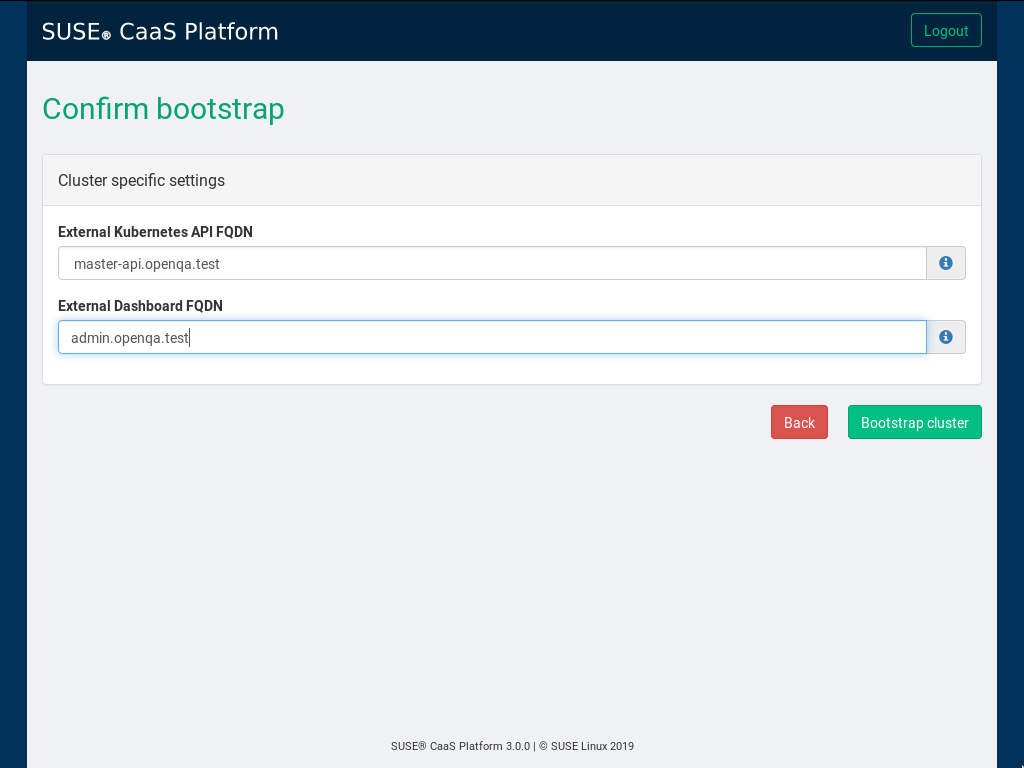 SUSE® CaaS Platform
Logout
Confirm bootstrap
Cluster specific settings
External Kubernetes API FQDN
master-api.openqa.test
External Dashboard FQDN
admin.openqa.test
Back
Bootstrap cluster
SUSE® CaaS Platform 3.0.0 | © SUSE Linux 2019